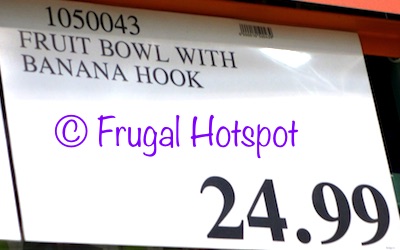 1050043
FRUIT BOWL WITH
BANANA HOOK
© Frugal Hotspot
24.99